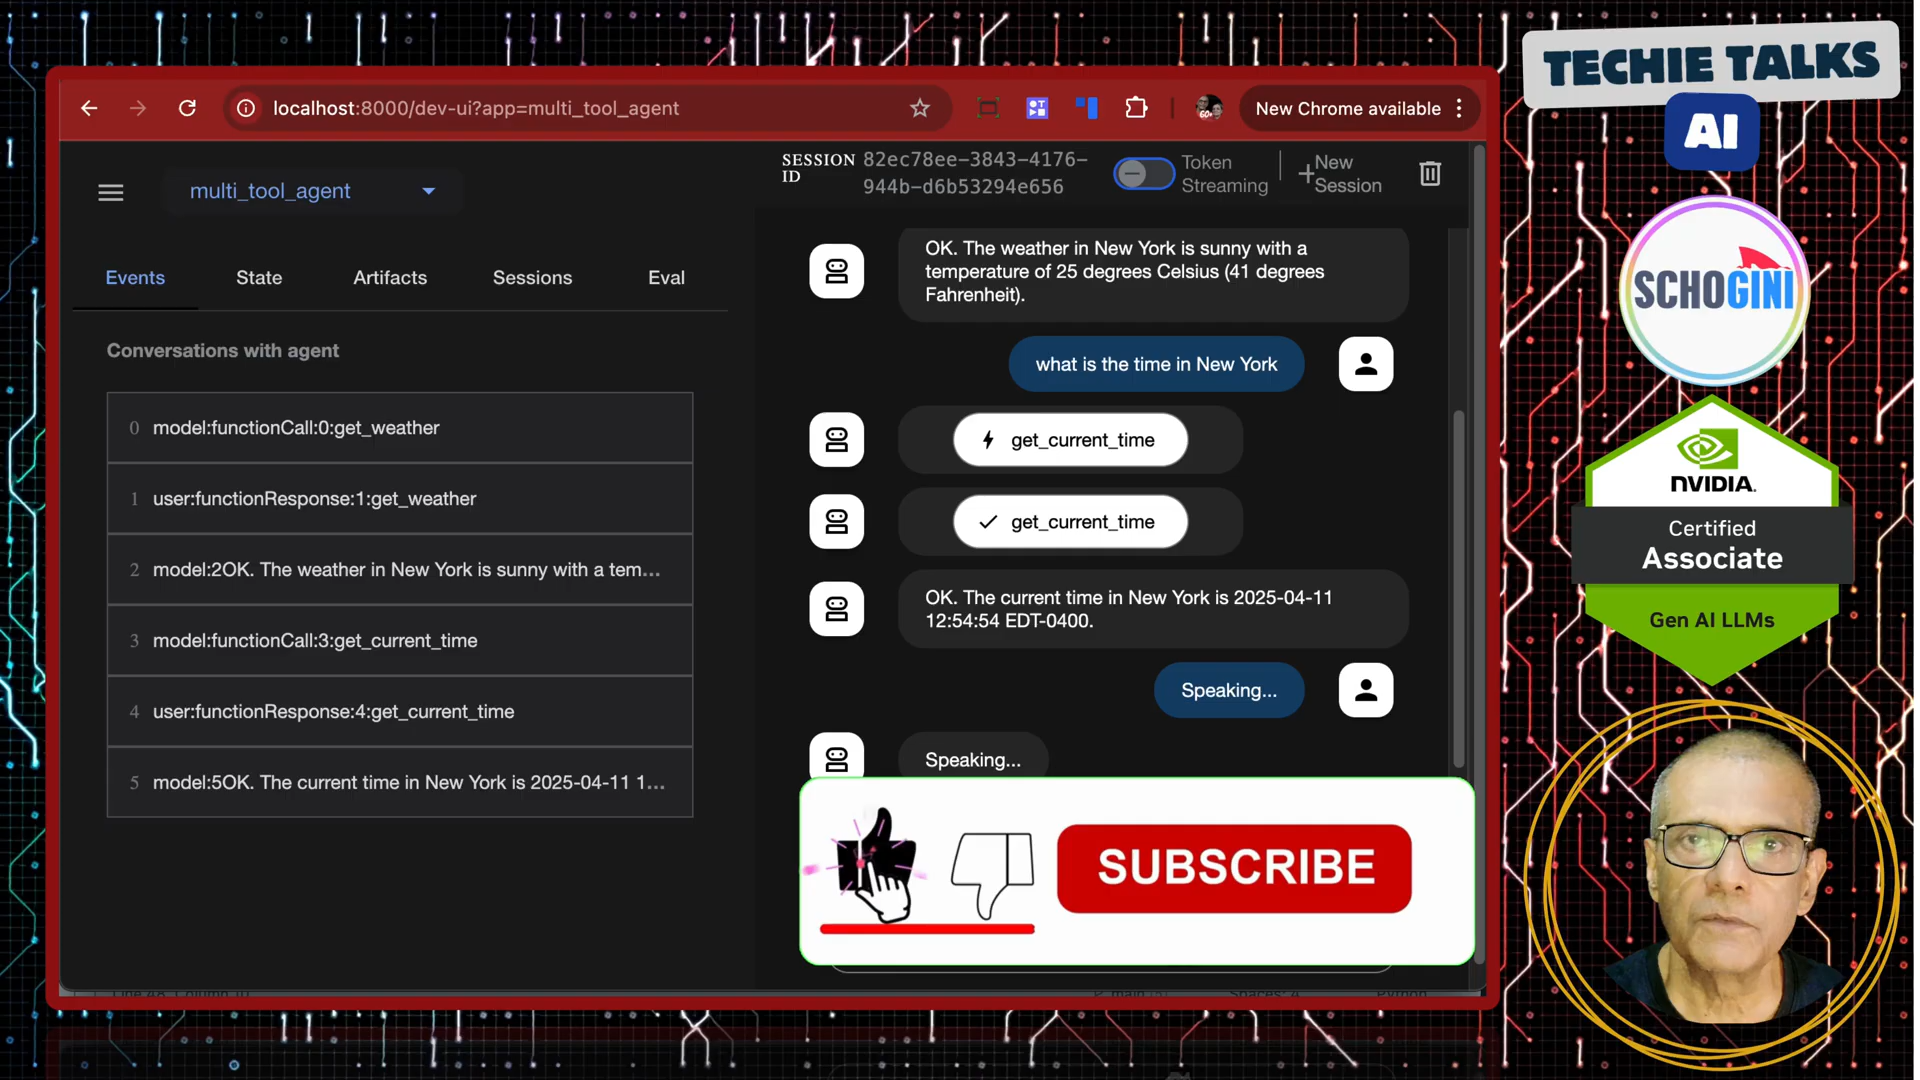 TECHIE TALKS
AI
SCHOGINI
NVIDIA.
Certified
Associate
Gen AI LLMs
localhost:8000/dev-ui?app=multi_tool_agent
60+
New Chrome available
multi_tool_agent
SESSION
ID
82ec78ee-3843-4176-
944b-d6b53294e656
Token
Streaming
New
Session
Events
State
Artifacts
Sessions
Eval
Conversations with agent
0 model:functionCall:0:get_weather
1 user:functionResponse:1:get_weather
2 model:2OK. The weather in New York is sunny with a tem...
3 model:functionCall:3:get_current_time
4 user:functionResponse:4:get_current_time
5 model:5OK. The current time in New York is 2025-04-11 1...
OK. The weather in New York is sunny with a
temperature of 25 degrees Celsius (41 degrees
Fahrenheit).
what is the time in New York
get_current_time
get_current_time
OK. The current time in New York is 2025-04-11
12:54:54 EDT-0400.
Speaking...
Speaking...
SUBSCRIBE